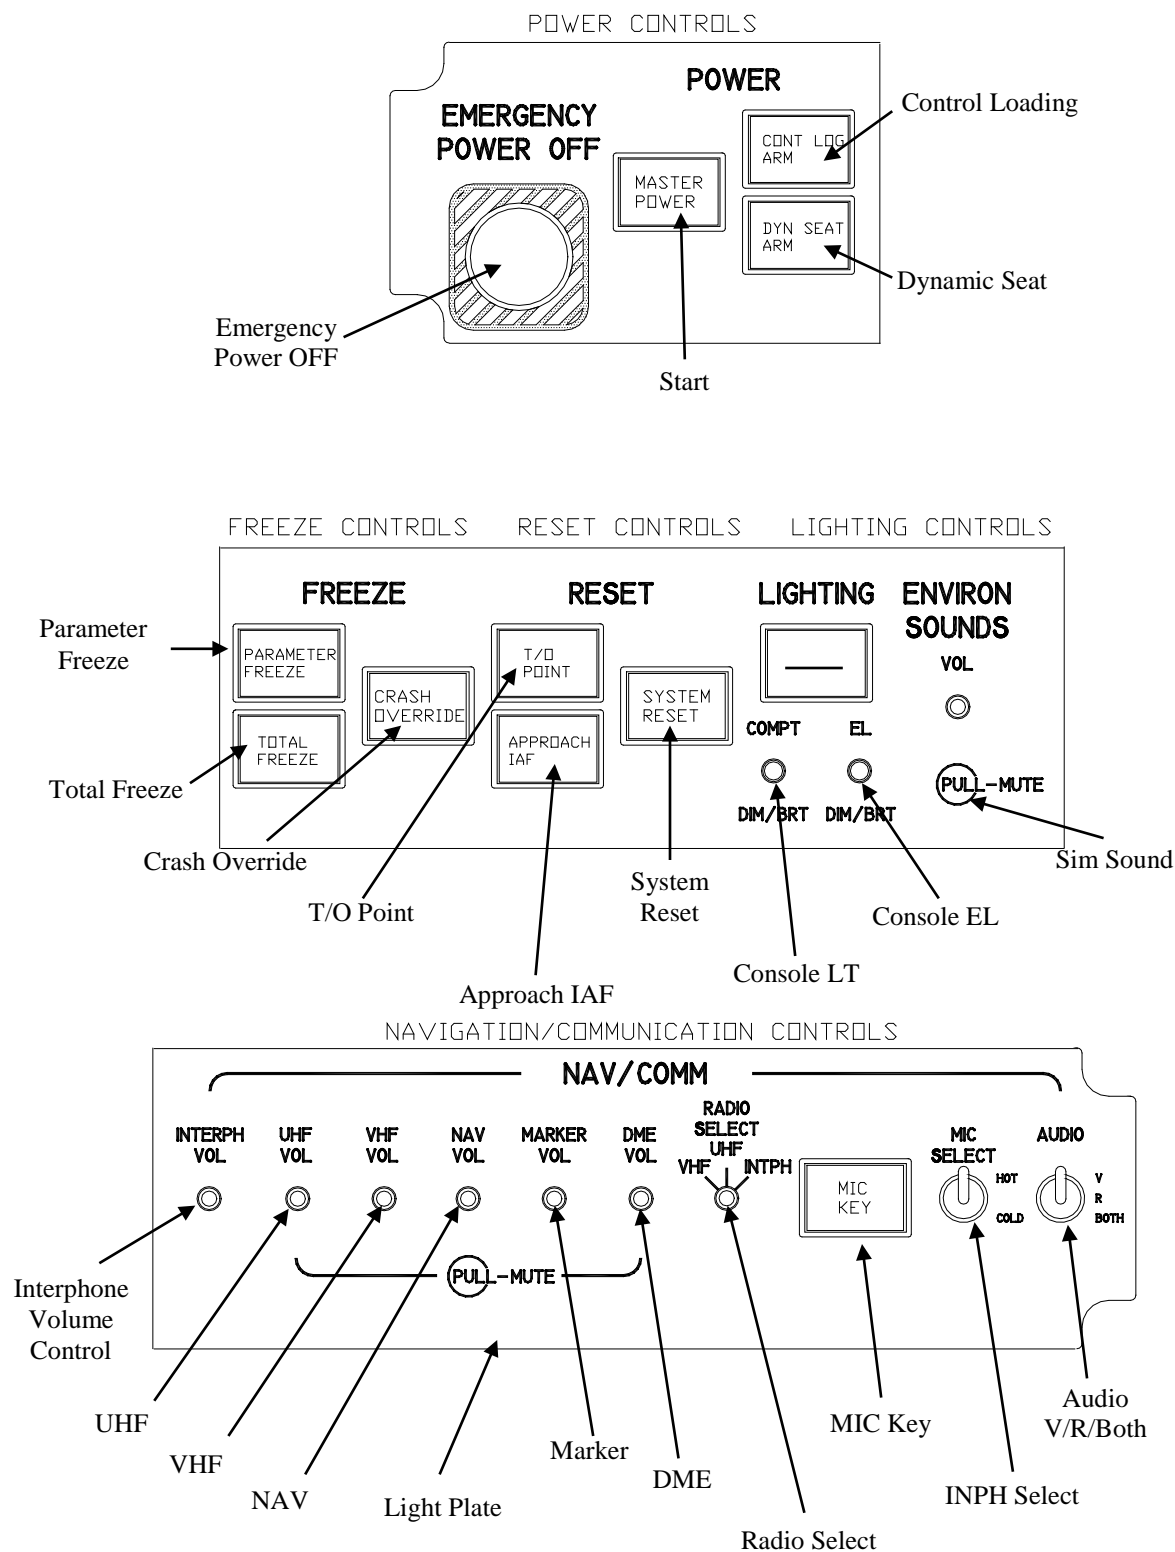 POWER CONTROLS
POWER
EMERGENCY
POWER OFF
MASTER
POWER
CONT LOG
ARM
DYN SEAT
ARM
Control Loading
Dynamic Seat
Emergency
Power OFF
Start
FREEZE CONTROLS
RESET CONTROLS
LIGHTING CONTROLS
FREEZE
RESET
LIGHTING
ENVIRON
SOUNDS
Parameter
Freeze
PARAMETER
FREEZE
CRASH
OVERRIDE
TOTAL
FREEZE
T/O
POINT
SYSTEM
RESET
APPROACH
IAF
VOL
COMPT
EL
DIM/BRT
DIM/BRT
PULL-MUTE
Total Freeze
Crash Override
T/O Point
Approach IAF
System
Reset
Console LT
Console EL
Sim Sound
NAVIGATION/COMMUNICATION CONTROLS
NAV/COMM
INTERPH
VOL
UHF
VOL
VHF
VOL
NAV
VOL
MARKER
VOL
DME
VOL
RADIO
SELECT
UHF
VHF
INTPH
MIC
KEY
MIC
SELECT
HOT
COLD
AUDIO
V
R
BOTH
PULL-MUTE
Interphone
Volume
Control
UHF
VHF
NAV
Light Plate
Marker
DME
Radio Select
MIC Key
INPH Select
Audio
V/R/Both